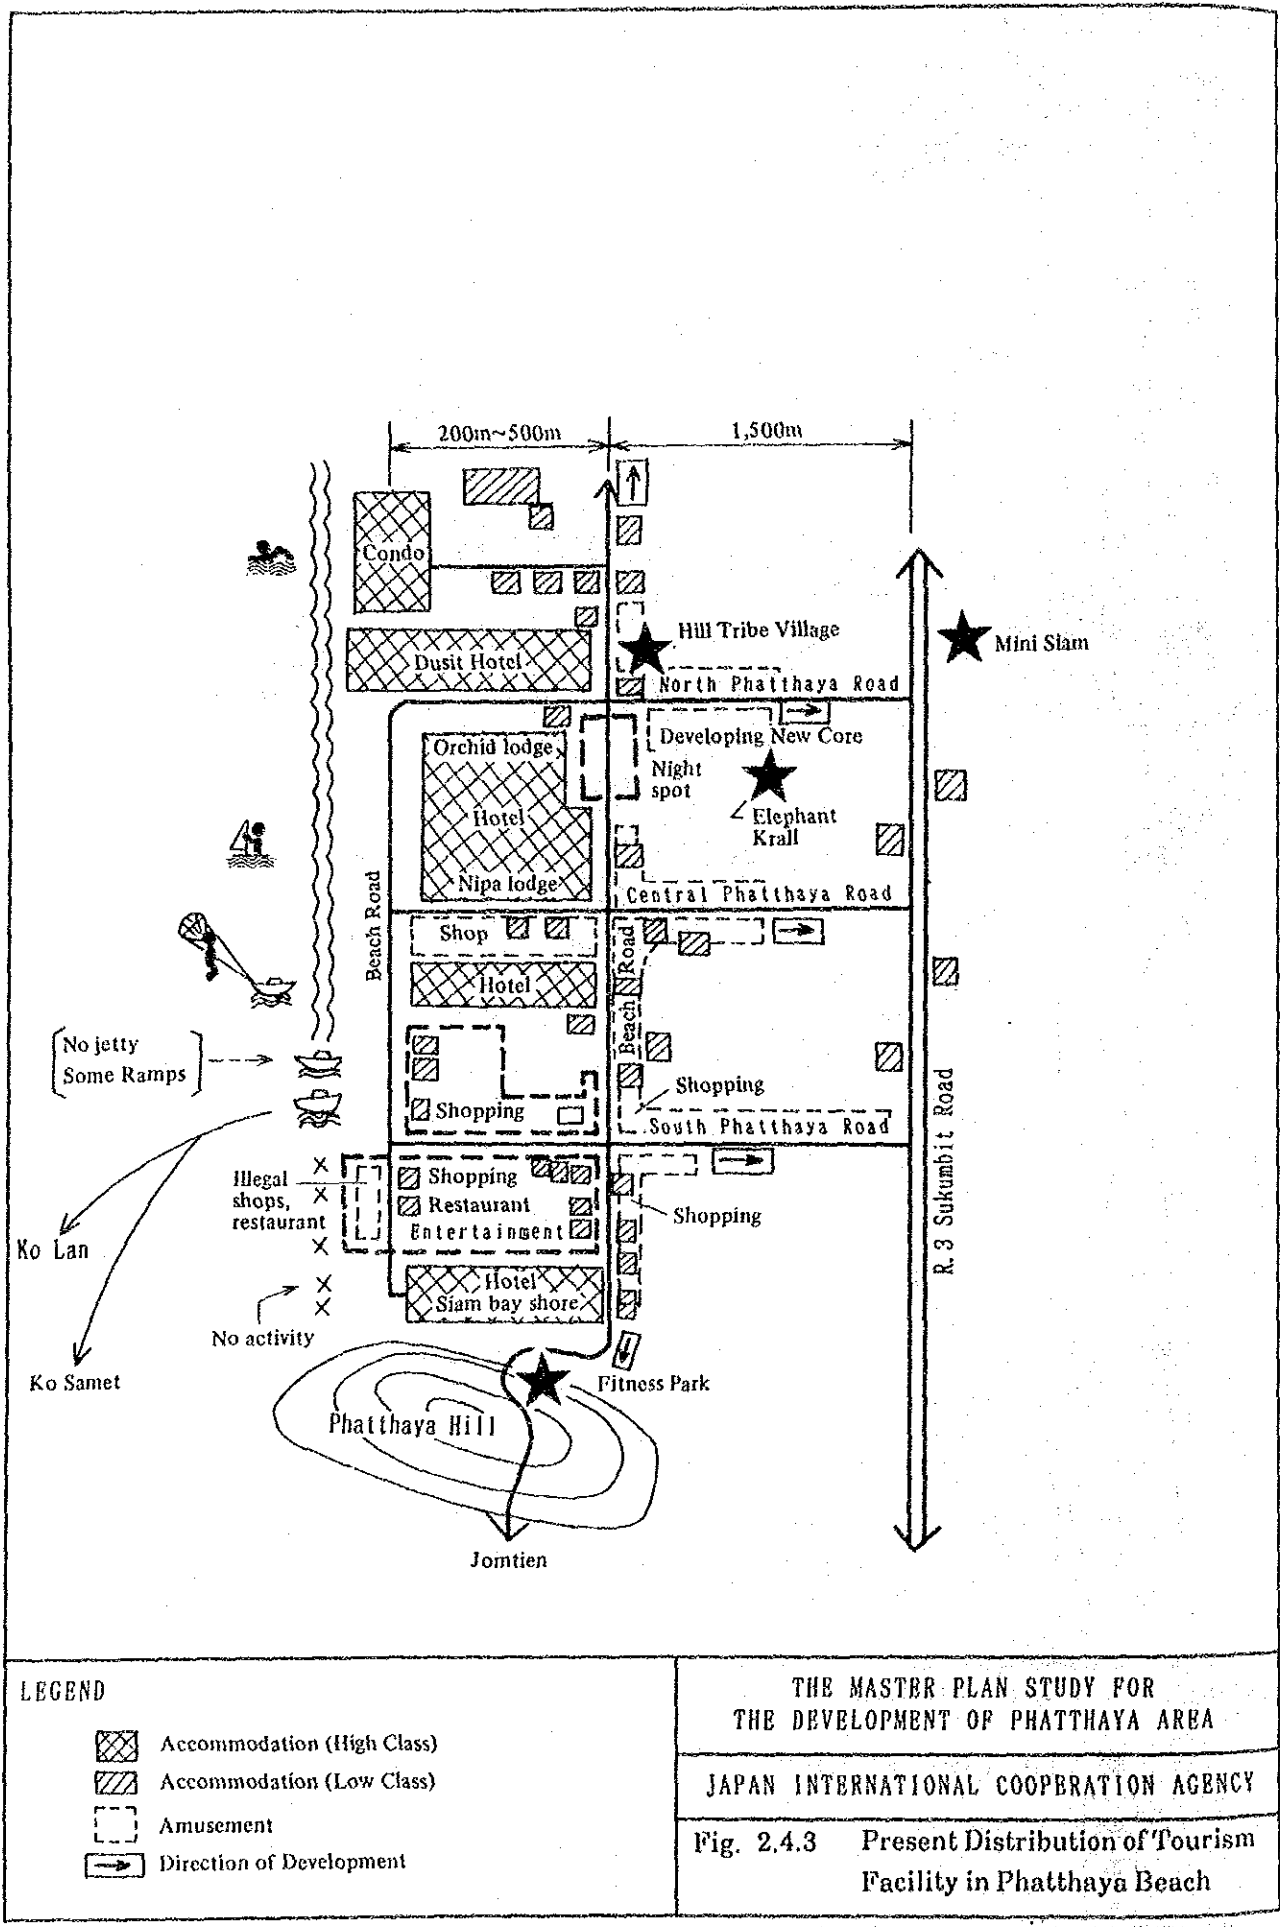 200m~500m
1,500m
Condo
Hill Tribe Village
Mini Siam
Dusit Hotel
North Phatthaya Road
Orchid lodge
Developing New Core
Night
spot
Hotel
Elephant
Krall
Nipa lodge
Central Phatthaya Road
Beach Road
Shop
Beach Road
Hotel
No jetty
Some Ramps
Shopping
Shopping
South Phatthaya Road
R.3 Sukumbit Road
Illegal
shops,
restaurant
Shopping
Restaurant
Entertainment
Shopping
Ko Lan
Hotel
Siam bay shore
No activity
Ko Samet
Fitness Park
Phatthaya Hill
Jomtien
LEGEND
Accommodation (High Class)
Accommodation (Low Class)
Amusement
Direction of Development
THE MASTER PLAN STUDY FOR
THE DEVELOPMENT OF PHATTHAYA AREA
JAPAN INTERNATIONAL COOPERATION AGENCY
Fig. 2.4.3 Present Distribution of Tourism
Facility in Phatthaya Beach